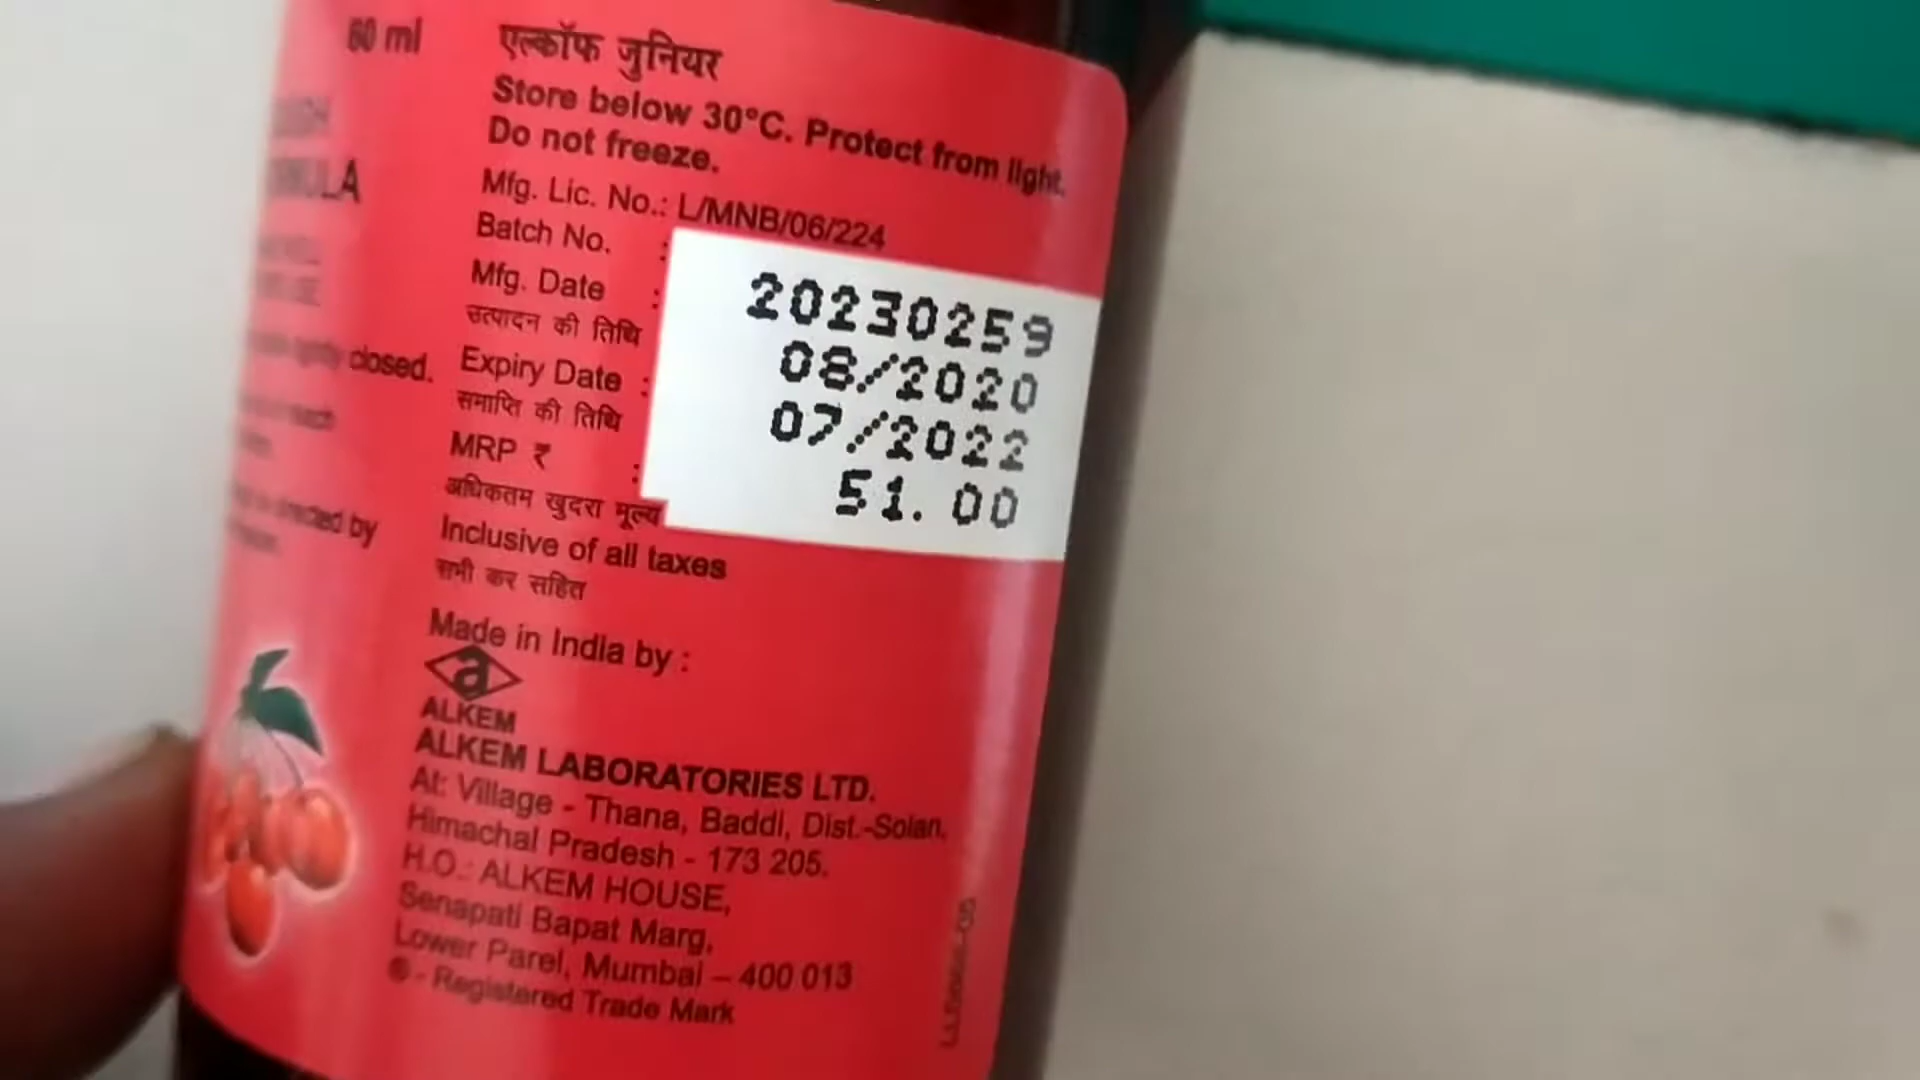 60 ml
एल्कॉफ जुनियर
Store below 30°C. Protect from light.
Do not freeze.
Mfg. Lic. No.: L/MNB/06/224
Batch No. : 20230259
Mfg. Date : 08/2020
उत्पादन की तिथि
Expiry Date : 07/2022
समाप्ति की तिथि
MRP ₹ : 51.00
अधिकतम खुदरा मूल्य
Inclusive of all taxes
सभी कर सहित
Made in India by :
a
ALKEM
ALKEM LABORATORIES LTD.
At: Village - Thana, Baddi, Dist.-Solan,
Himachal Pradesh - 173 205.
H.O.: ALKEM HOUSE,
Senapati Bapat Marg,
Lower Parel, Mumbai – 400 013
® - Registered Trade Mark
closed.
directed by